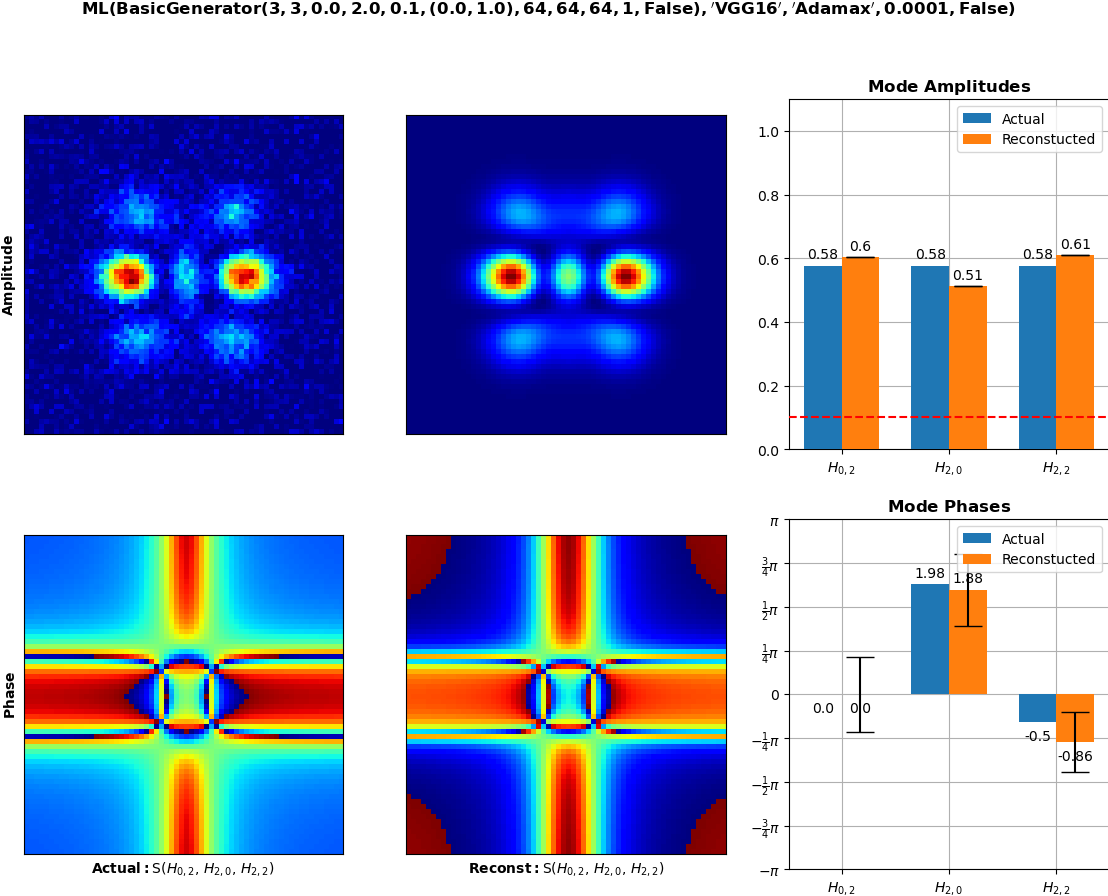 ML(BasicGenerator(3, 3, 0.0, 2.0, 0.1, (0.0, 1.0), 64, 64, 64, 1, False), ′VGG16′, ′Adamax′, 0.0001, False)
Amplitude
Mode Amplitudes
Actual
Reconstucted
1.0
0.8
0.6
0.4
0.2
0.0
0.58
0.6
0.58
0.51
0.58
0.61
H₀,₂
H₂,₀
H₂,₂
Phase
Actual: S(H₀,₂, H₂,₀, H₂,₂)
Reconst: S(H₀,₂, H₂,₀, H₂,₂)
Mode Phases
Actual
Reconstucted
π
3/4π
1/2π
1/4π
0
−1/4π
−1/2π
−3/4π
−π
0.0
0.0
1.98
1.88
-0.5
-0.86
H₀,₂
H₂,₀
H₂,₂